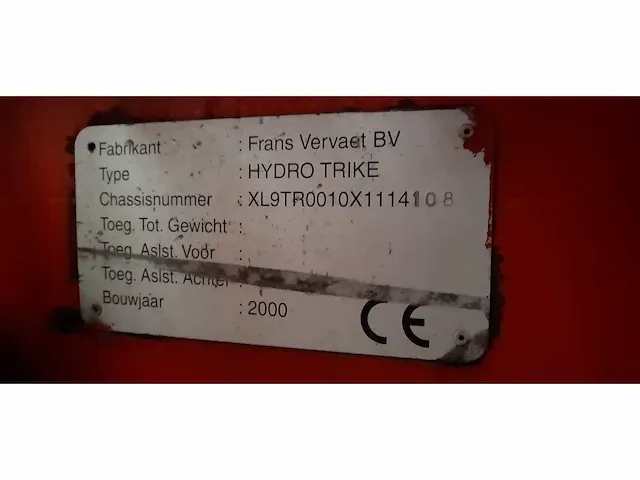 Fabrikant : Frans Vervaet BV
Type : HYDRO TRIKE
Chassisnummer : XL9TR0010X1114108
Toeg. Tot. Gewicht :
Toeg. Aslst. Voor :
Toeg. Aslst. Achter :
Bouwjaar : 2000
CE